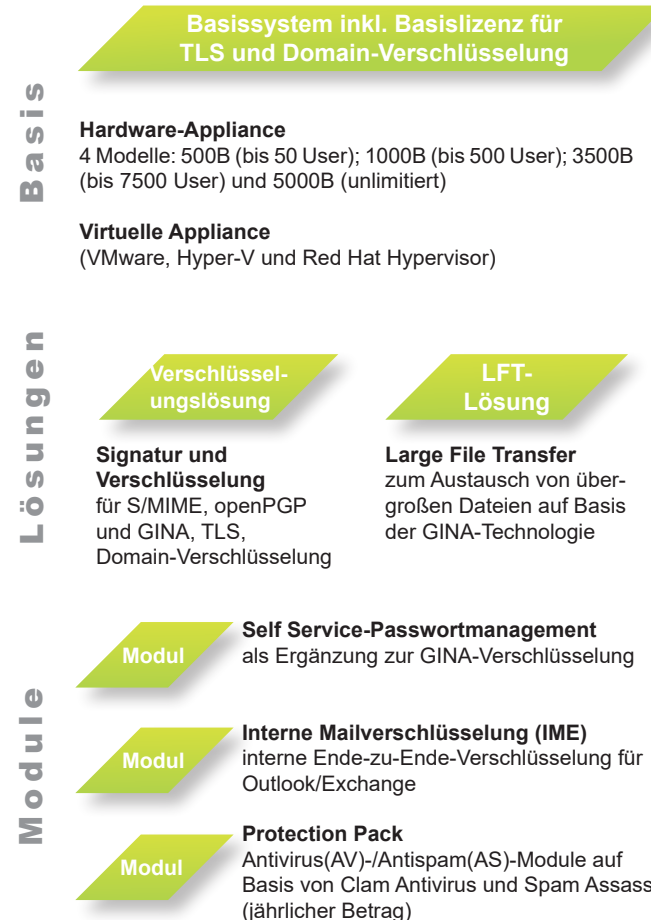 Basissystem inkl. Basislizenz für
TLS und Domain-Verschlüsselung
Basis
Hardware-Appliance
4 Modelle: 500B (bis 50 User); 1000B (bis 500 User); 3500B
(bis 7500 User) und 5000B (unlimitiert)
Virtuelle Appliance
(VMware, Hyper-V und Red Hat Hypervisor)
Lösungen
Verschlüssel-
ungslösung
Signatur und
Verschlüsselung
für S/MIME, openPGP
und GINA, TLS,
Domain-Verschlüsselung
LFT-
Lösung
Large File Transfer
zum Austausch von über-
großen Dateien auf Basis
der GINA-Technologie
Module
Modul
Self Service-Passwortmanagement
als Ergänzung zur GINA-Verschlüsselung
Modul
Interne Mailverschlüsselung (IME)
interne Ende-zu-Ende-Verschlüsselung für
Outlook/Exchange
Modul
Protection Pack
Antivirus(AV)-/Antispam(AS)-Module auf
Basis von Clam Antivirus und Spam Assass
(jährlicher Betrag)